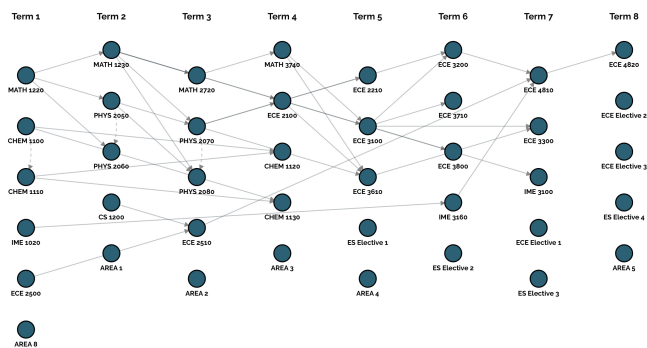 Term 1 Term 2 Term 3 Term 4 Term 5 Term 6 Term 7 Term 8
MATH 1230 MATH 3740 ECE 3200 ECE 4820
MATH 1220 MATH 2720 ECE 2210 ECE 4810
PHYS 2050 ECE 2100 ECE 3710 ECE Elective 2
CHEM 1100 PHYS 2070 ECE 3100 ECE 3300
PHYS 2060 CHEM 1120 ECE 3800 ECE Elective 3
CHEM 1110 PHYS 2080 ECE 3610 IME 3100
CS 1200 CHEM 1130 IME 3160 ES Elective 4
IME 1020 ECE 2510 ES Elective 1 ECE Elective 1
AREA 1 AREA 3 ES Elective 2 AREA 5
ECE 2500 AREA 2 AREA 4 ES Elective 3
AREA 8